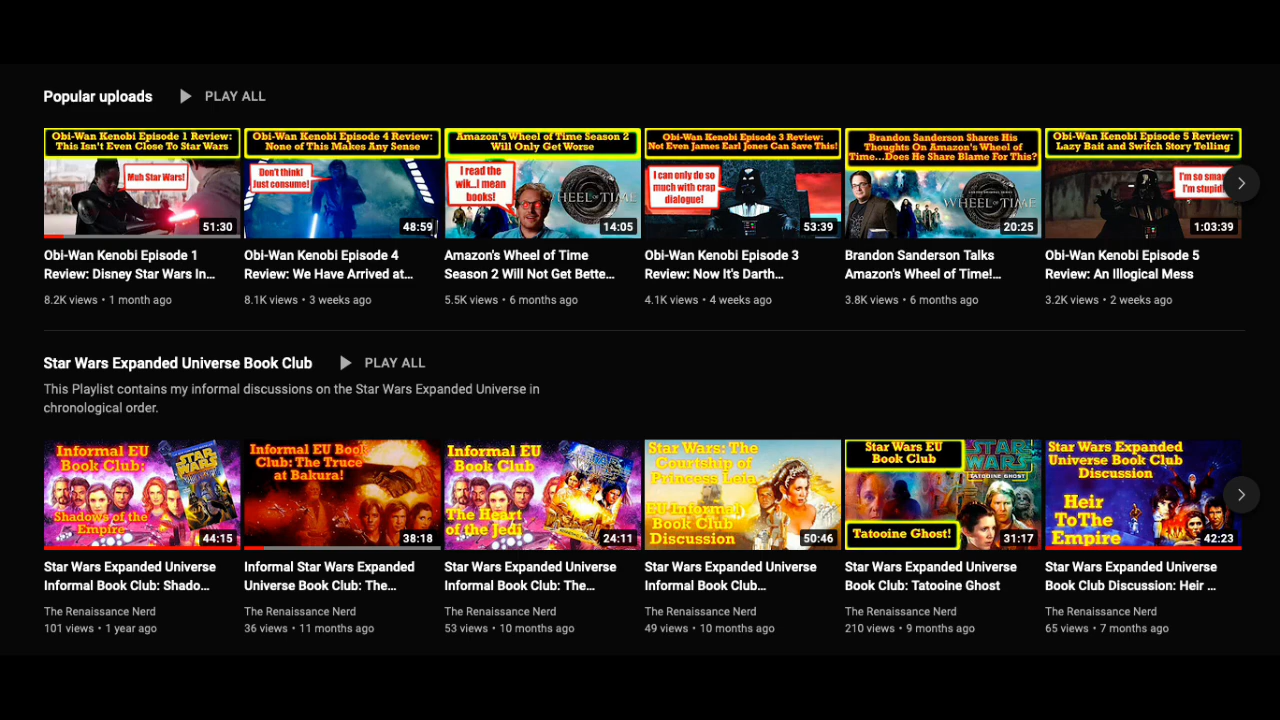 Popular uploads
PLAY ALL
Obi-Wan Kenobi Episode 1 Review:
This Isn't Even Close To Star Wars
Muh Star Wars!
51:30
Obi-Wan Kenobi Episode 4 Review:
None of This Makes Any Sense
Don't think!
Just consume!
48:59
Amazon's Wheel of Time Season 2
Will Only Get Worse
I read the
wik...I mean
books!
WHEEL
OF TIME
14:05
Obi-Wan Kenobi Episode 3 Review:
Not Even James Earl Jones Can Save This!
I can only do so
much with crap
dialogue!
53:39
Brandon Sanderson Shares His
Thoughts On Amazon's Wheel of
Time...Does He Share Blame For This?
WHEEL
OF TIME
20:25
Obi-Wan Kenobi Episode 5 Review:
Lazy Bait and Switch Story Telling
I'm so smart
I'm stupid
1:03:39
Obi-Wan Kenobi Episode 1
Review: Disney Star Wars In...
8.2K views • 1 month ago
Obi-Wan Kenobi Episode 4
Review: We Have Arrived at...
8.1K views • 3 weeks ago
Amazon's Wheel of Time
Season 2 Will Not Get Bette...
5.5K views • 6 months ago
Obi-Wan Kenobi Episode 3
Review: Now It's Darth...
4.1K views • 4 weeks ago
Brandon Sanderson Talks
Amazon's Wheel of Time!...
3.8K views • 6 months ago
Obi-Wan Kenobi Episode 5
Review: An Illogical Mess
3.2K views • 2 weeks ago
Star Wars Expanded Universe Book Club
PLAY ALL
This Playlist contains my informal discussions on the Star Wars Expanded Universe in
chronological order.
Informal EU
Book Club:
Shadows of the
Empire
STAR
WARS
44:15
Informal EU Book
Club: The Truce
at Bakura!
38:18
Informal EU
Book Club
The Heart
of the Jedi
24:11
Star Wars: The
Courtship of
Princess Leia
EU Informal
Book Club
Discussion
50:46
Star Wars EU
Book Club
STAR
WARS
TATOOINE GHOST
Tatooine Ghost!
31:17
Star Wars Expanded
Universe Book Club
Discussion
Heir
To The
Empire
42:23
Star Wars Expanded Universe
Informal Book Club: Shado...
The Renaissance Nerd
101 views • 1 year ago
Informal Star Wars Expanded
Universe Book Club: The...
The Renaissance Nerd
36 views • 11 months ago
Star Wars Expanded Universe
Informal Book Club: The...
The Renaissance Nerd
53 views • 10 months ago
Star Wars Expanded Universe
Informal Book Club...
The Renaissance Nerd
49 views • 10 months ago
Star Wars Expanded Universe
Book Club: Tatooine Ghost
The Renaissance Nerd
210 views • 9 months ago
Star Wars Expanded Universe
Book Club Discussion: Heir ...
The Renaissance Nerd
65 views • 7 months ago